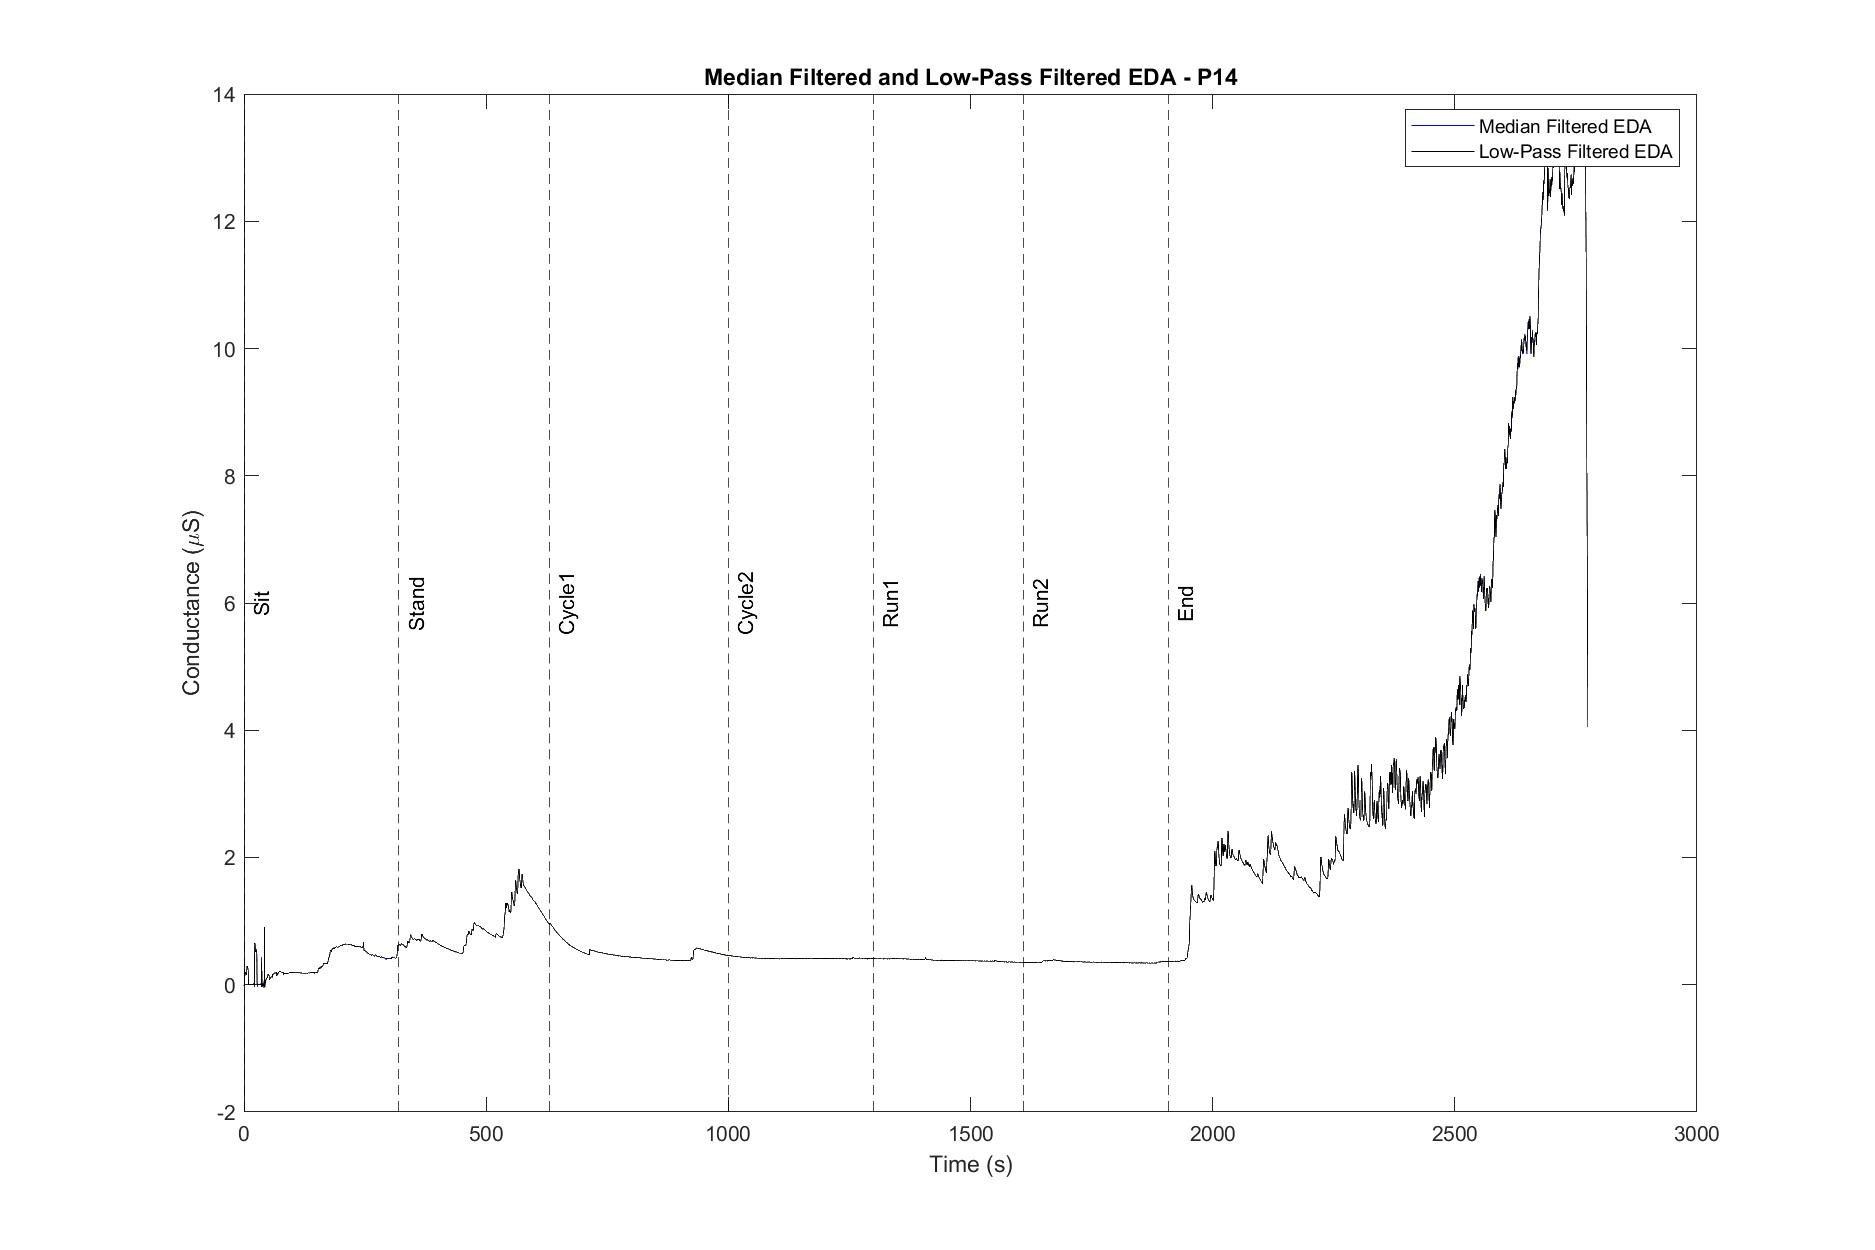 Median Filtered and Low-Pass Filtered EDA - P14
Median Filtered EDA
Low-Pass Filtered EDA
14
12
10
8
6
4
2
0
-2
Conductance (μS)
Sit
Stand
Cycle1
Cycle2
Run1
Run2
End
0
500
1000
1500
2000
2500
3000
Time (s)